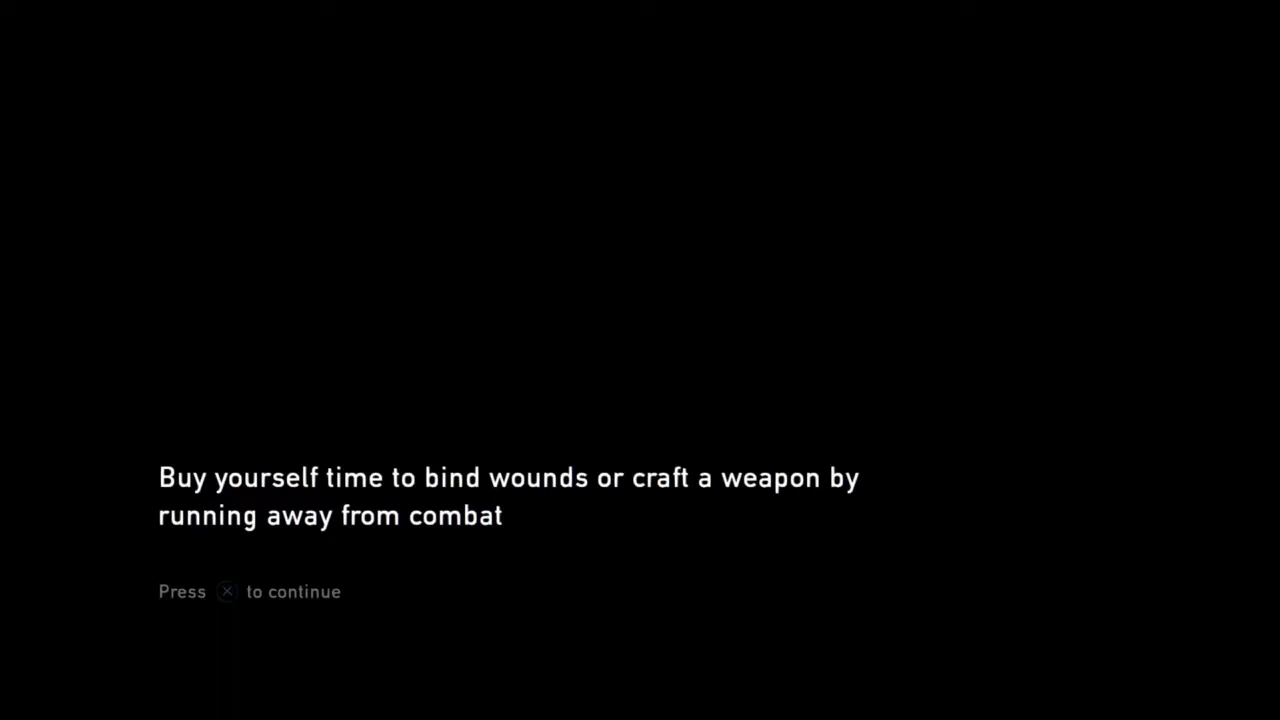 Buy yourself time to bind wounds or craft a weapon by
running away from combat
Press ⓧ to continue